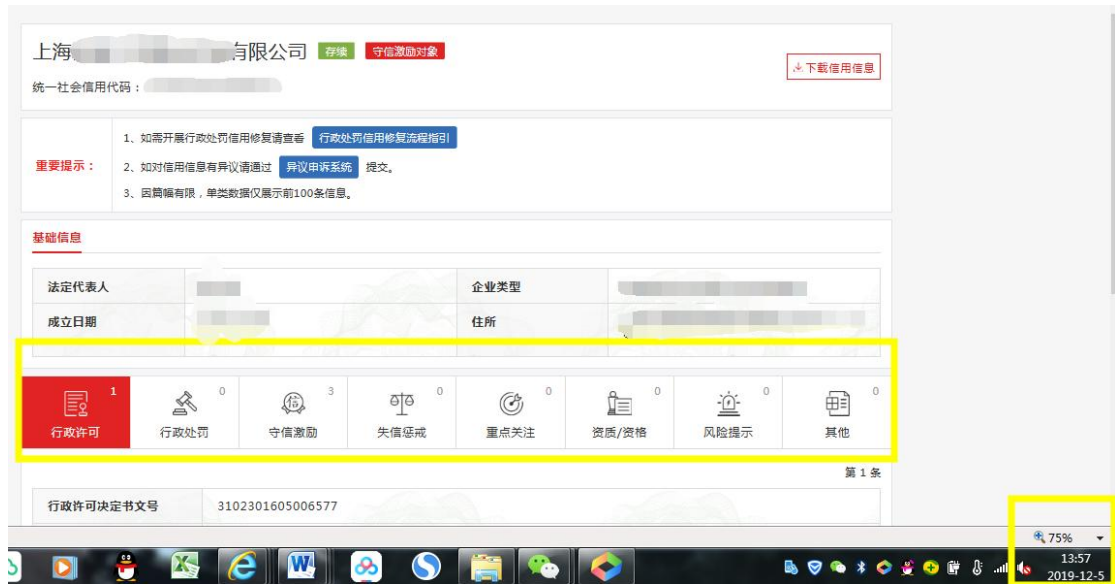 上海 有限公司 存续 守信激励对象
下载信用信息
统一社会信用代码：
重要提示：
1、如需开展行政处罚信用修复请查看 行政处罚信用修复流程指引
2、如对信用信息有异议请通过 异议申诉系统 提交。
3、因篇幅有限，单类数据仅展示前100条信息。
基础信息
法定代表人 企业类型
成立日期 住所
1 0 3 0 0 0 0 0
行政许可 行政处罚 守信激励 失信惩戒 重点关注 资质/资格 风险提示 其他
第 1 条
行政许可决定书文号 3102301605006577
75%
13:57
2019-12-5